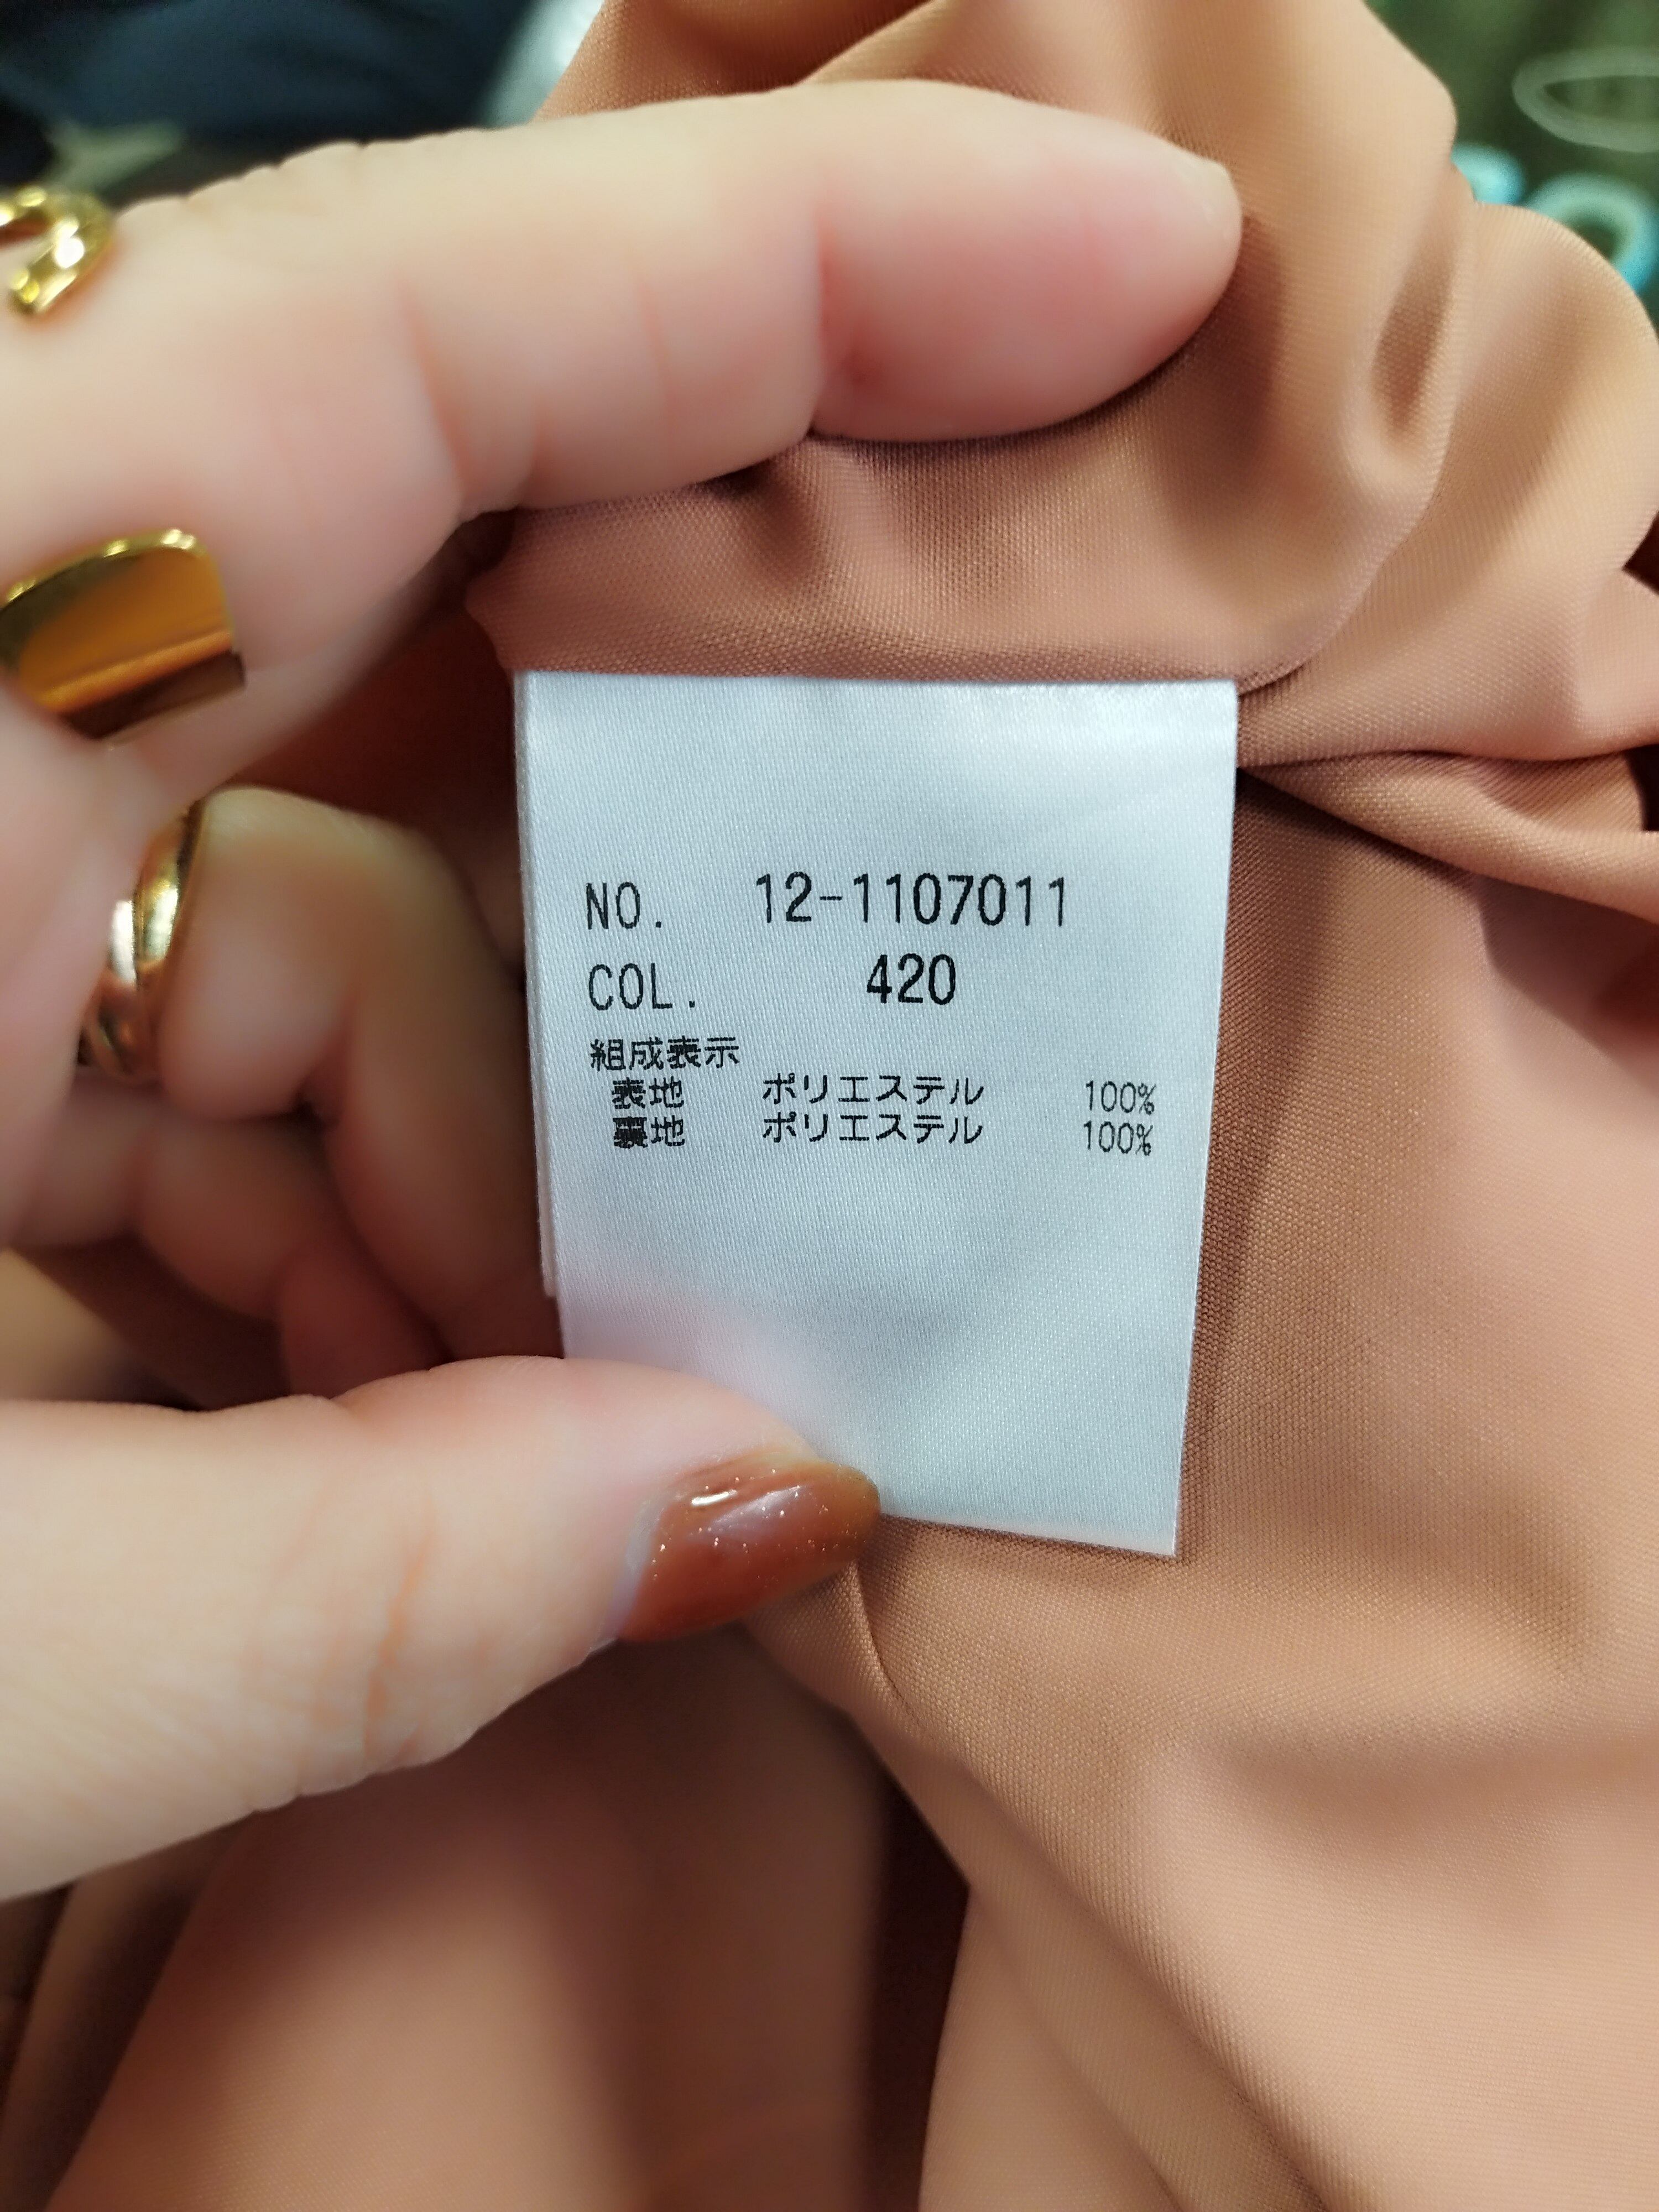 NO. 12-1107011
COL. 420
組成表示
表地 ポリエステル 100%
裏地 ポリエステル 100%